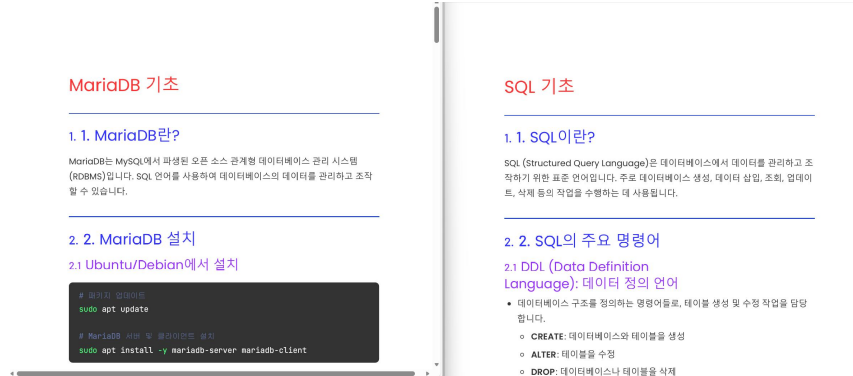 MariaDB 기초
1. 1. MariaDB란?
MariaDB는 MySQL에서 파생된 오픈 소스 관계형 데이터베이스 관리 시스템
(RDBMS)입니다. SQL 언어를 사용하여 데이터베이스의 데이터를 관리하고 조작
할 수 있습니다.
2. 2. MariaDB 설치
2.1 Ubuntu/Debian에서 설치
# 패키지 업데이트
sudo apt update
# MariaDB 서버 및 클라이언트 설치
sudo apt install -y mariadb-server mariadb-client
SQL 기초
1. 1. SQL이란?
SQL (Structured Query Language)은 데이터베이스에서 데이터를 관리하고 조
작하기 위한 표준 언어입니다. 주로 데이터베이스 생성, 데이터 삽입, 조회, 업데이
트, 삭제 등의 작업을 수행하는 데 사용됩니다.
2. 2. SQL의 주요 명령어
2.1 DDL (Data Definition
Language): 데이터 정의 언어
• 데이터베이스 구조를 정의하는 명령어들로, 테이블 생성 및 수정 작업을 담당
합니다.
○ CREATE: 데이터베이스와 테이블을 생성
○ ALTER: 테이블을 수정
○ DROP: 데이터베이스나 테이블을 삭제